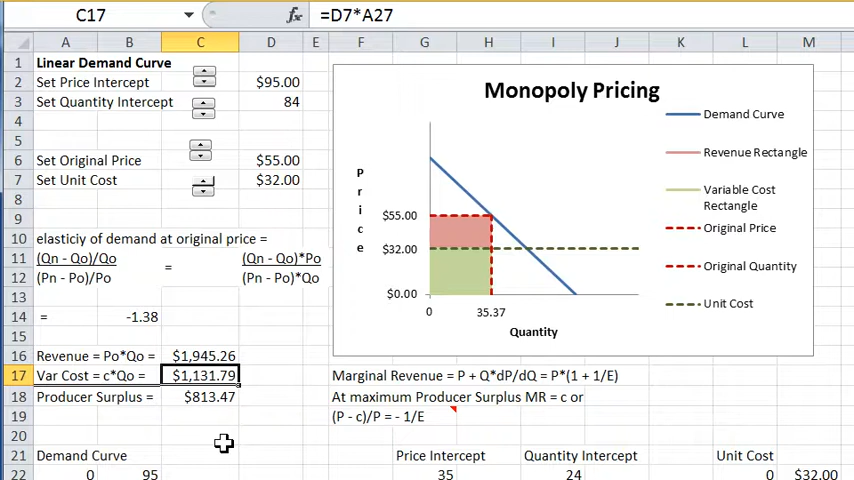 C17 fx =D7*A27
A B C D E F G H I J K L M
1 Linear Demand Curve
2 Set Price Intercept $95.00
3 Set Quantity Intercept 84
4
5
6 Set Original Price $55.00
7 Set Unit Cost $32.00
8
9
10 elasticiy of demand at original price =
11 (Qn - Qo)/Qo = (Qn - Qo)*Po
12 (Pn - Po)/Po (Pn - Po)*Qo
13
14 = -1.38
15
16 Revenue = Po*Qo = $1,945.26
17 Var Cost = c*Qo = $1,131.79 Marginal Revenue = P + Q*dP/dQ = P*(1 + 1/E)
18 Producer Surplus = $813.47 At maximum Producer Surplus MR = c or
19 (P - c)/P = - 1/E
20
21 Demand Curve Price Intercept Quantity Intercept Unit Cost
22 0 95 35 24 0 $32.00
Monopoly Pricing
Price
$55.00
$32.00
$0.00
0 35.37
Quantity
Demand Curve
Revenue Rectangle
Variable Cost
Rectangle
Original Price
Original Quantity
Unit Cost